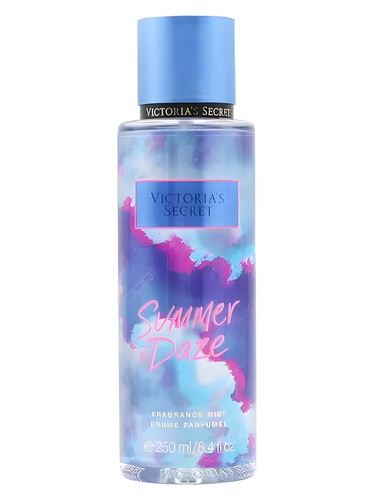 VICTORIA'S SECRET
VICTORIA'S
SECRET
Summer
Daze
FRAGRANCE MIST
BRUME PARFUMÉE
℮ 250 ml/8.4 fl oz